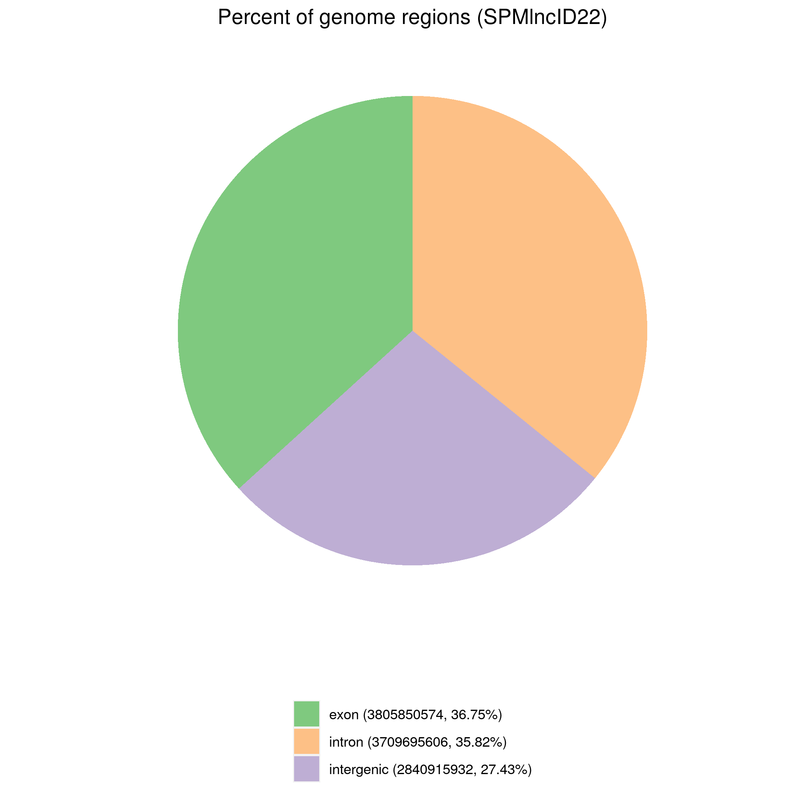 Percent of genome regions (SPMlncID22)
exon (3805850574, 36.75%)
intron (3709695606, 35.82%)
intergenic (2840915932, 27.43%)